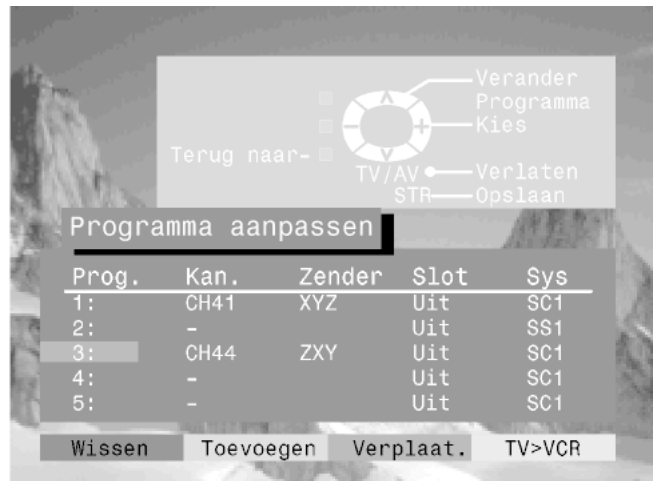 Verander
Programma
Kies
Terug naar-
TV/AV Verlaten
STR Opslaan
Programma aanpassen
Prog. Kan. Zender Slot Sys
1: CH41 XYZ Uit SC1
2: - Uit SS1
3: CH44 ZXY Uit SC1
4: - Uit SC1
5: - Uit SC1
Wissen Toevoegen Verplaat. TV>VCR